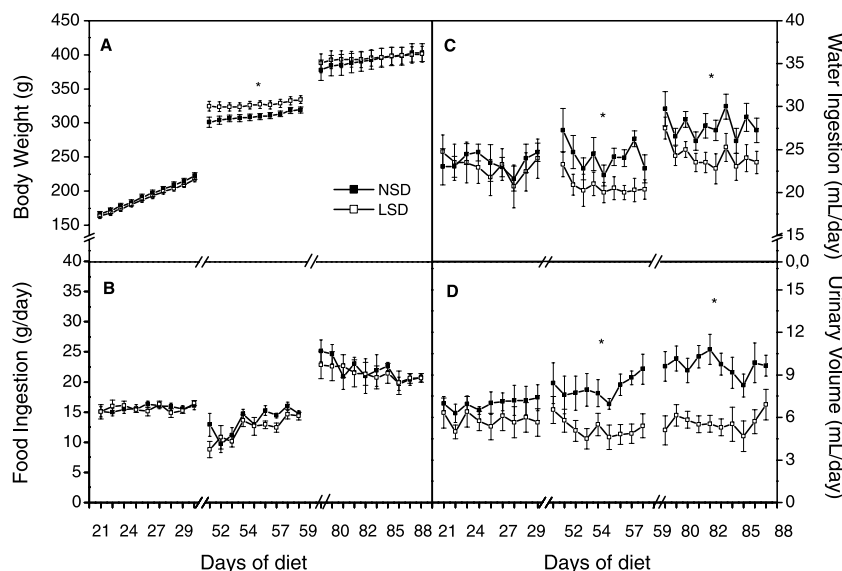 A
Body Weight (g)
450
400
350
300
250
200
150
*
NSD
LSD
C
Water Ingestion (mL/day)
40
35
30
25
20
15
0,0
*
*
B
Food Ingestion (g/day)
40
35
30
25
20
15
10
5
0
D
Urinary Volume (mL/day)
15
12
9
6
3
0
*
*
21 24 27 29 52 54 57 59 80 82 85 88
Days of diet
21 24 27 29 52 54 57 59 80 82 85 88
Days of diet